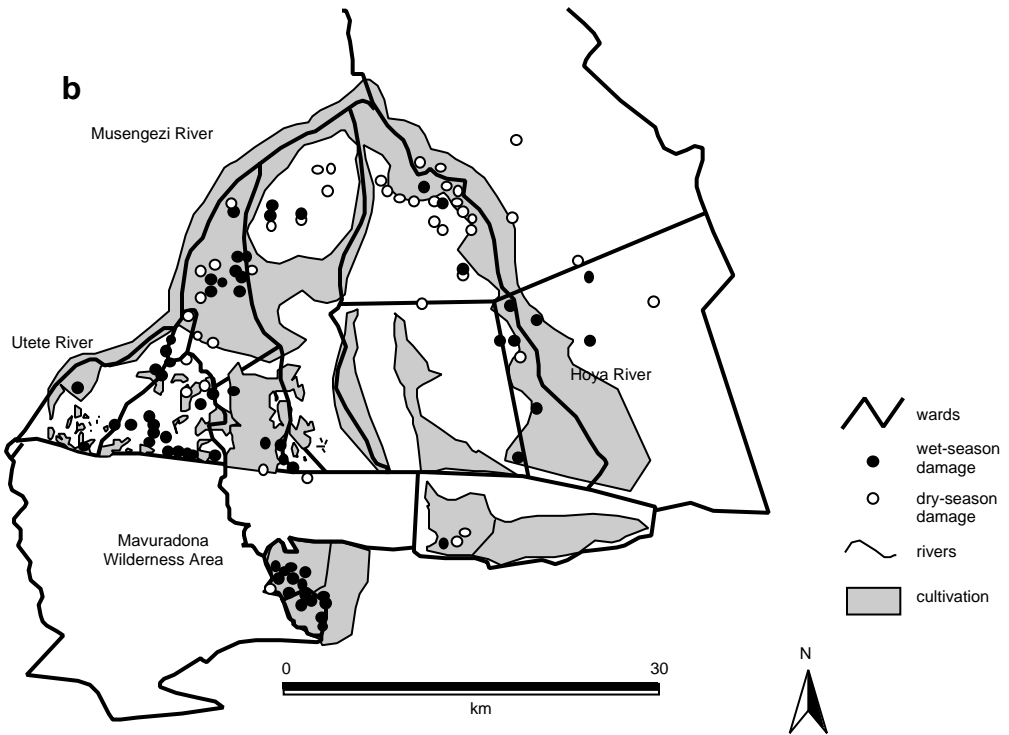 b
Musengezi River
Utete River
Hoya River
wards
wet-season
damage
dry-season
damage
Mavuradona
Wilderness Area
rivers
cultivation
N
0 30
km